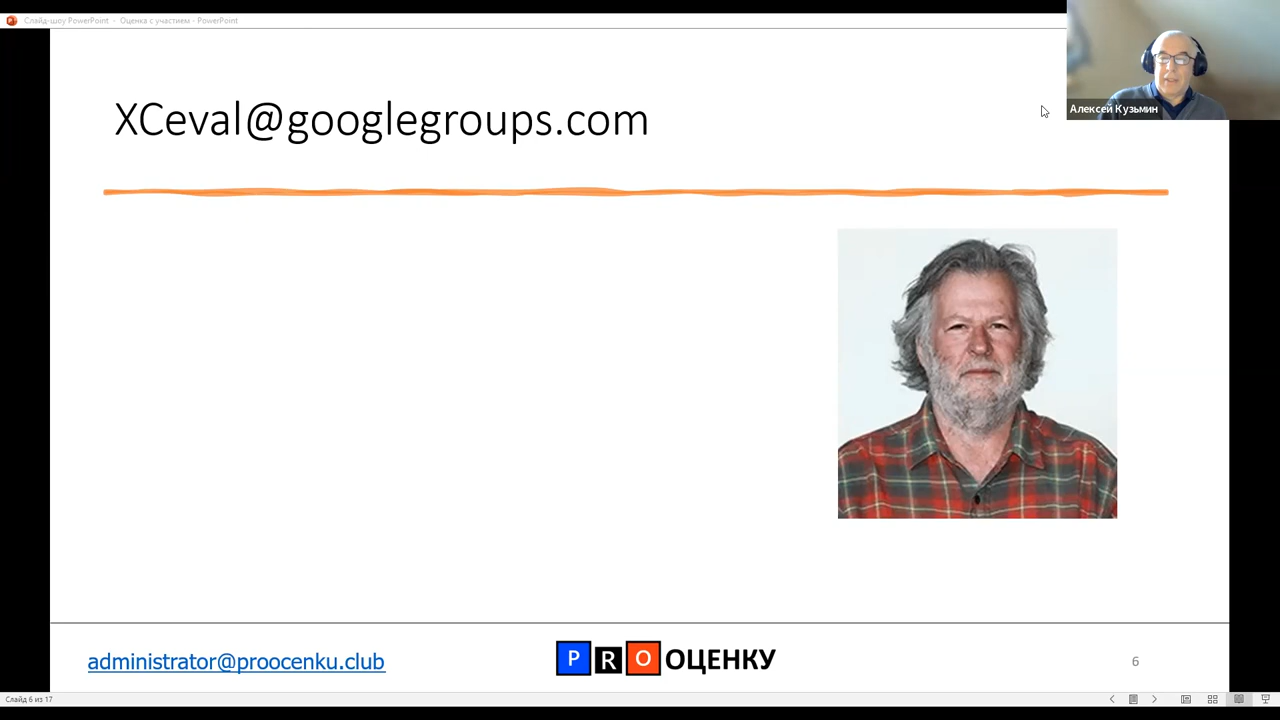 Слайд-шоу PowerPoint - Оценка с участием - PowerPoint
XCeval@googlegroups.com
Алексей Кузьмин
administrator@proocenku.club
PRO ОЦЕНКУ
6
Слайд 6 из 17